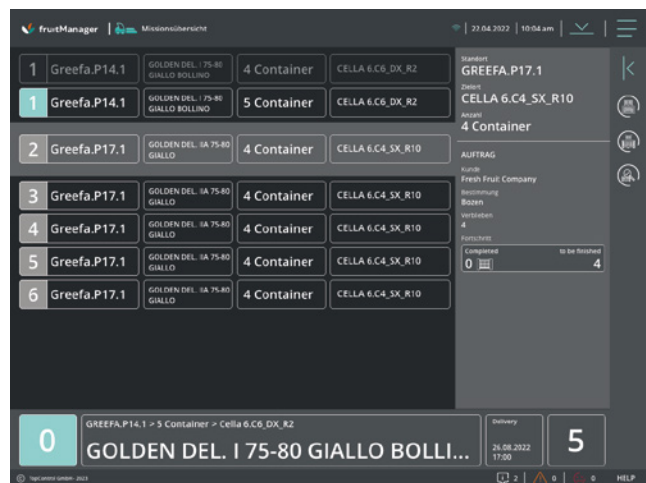 fruitManager
Missionsübersicht
22.04.2022
10:04 am
1
Greefa.P14.1
GOLDEN DEL. I 75-80
GIALLO BOLLINO
4 Container
CELLA 6.C6_DX_R2
1
Greefa.P14.1
GOLDEN DEL. I 75-80
GIALLO BOLLINO
5 Container
CELLA 6.C6_DX_R2
2
Greefa.P17.1
GOLDEN DEL. IIA 75-80
GIALLO
4 Container
CELLA 6.C4_SX_R10
3
Greefa.P17.1
GOLDEN DEL. IIA 75-80
GIALLO
4 Container
CELLA 6.C4_SX_R10
4
Greefa.P17.1
GOLDEN DEL. IIA 75-80
GIALLO
4 Container
CELLA 6.C4_SX_R10
5
Greefa.P17.1
GOLDEN DEL. IIA 75-80
GIALLO
4 Container
CELLA 6.C4_SX_R10
6
Greefa.P17.1
GOLDEN DEL. IIA 75-80
GIALLO
4 Container
CELLA 6.C4_SX_R10
Standort
GREEFA.P17.1
Zielort
CELLA 6.C4_SX_R10
Anzahl
4 Container
AUFTRAG
Kunde
Fresh Fruit Company
Bestimmung
Bozen
Verblieben
4
Fortschritt
Completed
to be finished
0
4
0
GREEFA.P14.1 > 5 Container > Cella 6.C6_DX_R2
GOLDEN DEL. I 75-80 GIALLO BOLLI...
Delivery
26.08.2022
17:00
5
© TopControl GmbH - 2023
2
0
0
HELP